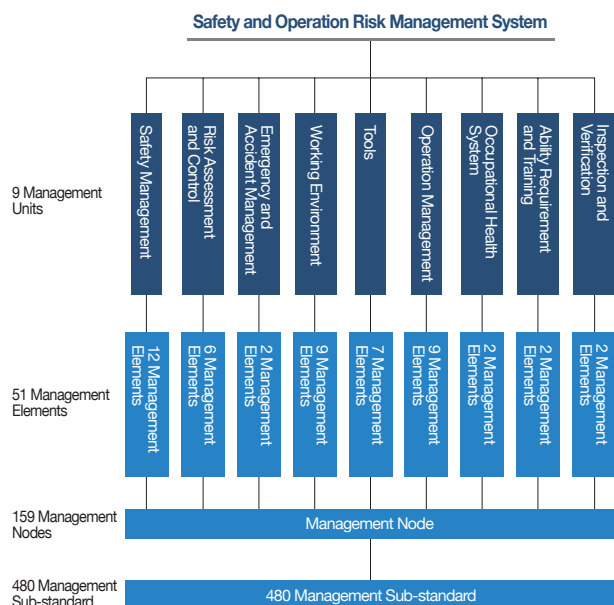 Safety and Operation Risk Management System
9 Management
Units
Safety Management
Risk Assessment
and Control
Emergency and
Accident Management
Working Environment
Tools
Operation Management
Occupational Health
System
Ability Requirement
and Training
Inspection and
Verification
51 Management
Elements
12 Management
Elements
6 Management
Elements
2 Management
Elements
9 Management
Elements
7 Management
Elements
9 Management
Elements
2 Management
Elements
2 Management
Elements
2 Management
Elements
159 Management
Nodes
Management Node
480 Management
Sub-standard
480 Management Sub-standard